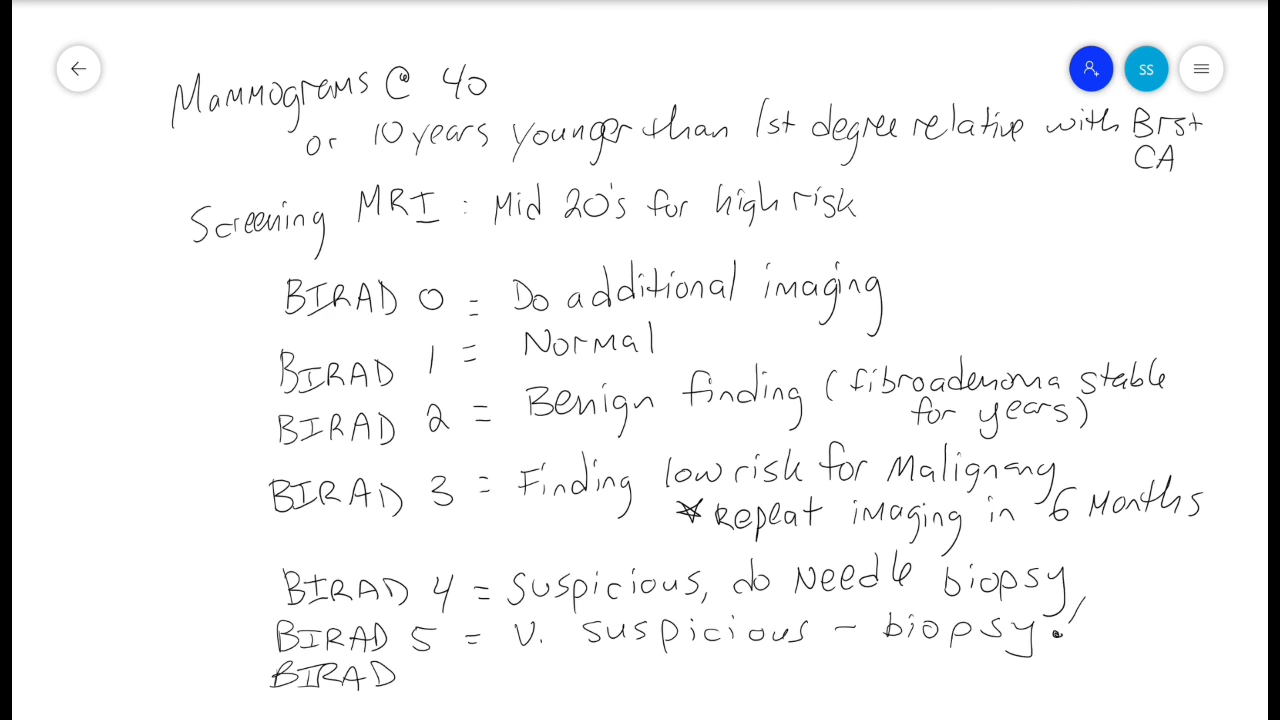 Mammograms @ 40
or 10 years younger than 1st degree relative with Brst
CA
Screening MRI : Mid 20's for high risk
BIRAD 0 = Do additional imaging
BIRAD 1 = Normal
BIRAD 2 = Benign finding (fibroadenoma stable
for years)
BIRAD 3 = Finding low risk for Malignany
* Repeat imaging in 6 Months
BIRAD 4 = Suspicious, do Needle biopsy
BIRAD 5 = V. suspicious - biopsy!
BIRAD
SS